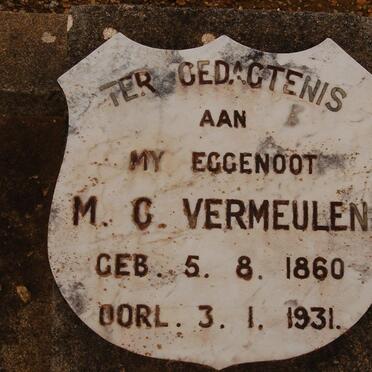 TER GEDAGTENIS
AAN
MY EGGENOOT
M. G. VERMEULEN
GEB. 5. 8. 1860
OORL. 3. 1. 1931.